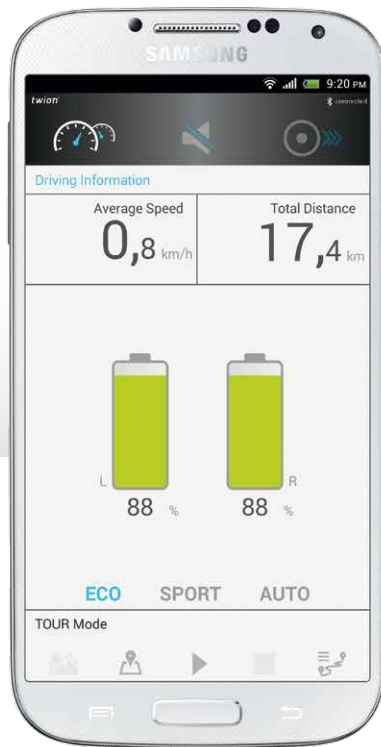 SAMSUNG
9:20 PM
twion
connected
Driving Information
Average Speed
0,8 km/h
Total Distance
17,4 km
L
88 %
R
88 %
ECO SPORT AUTO
TOUR Mode